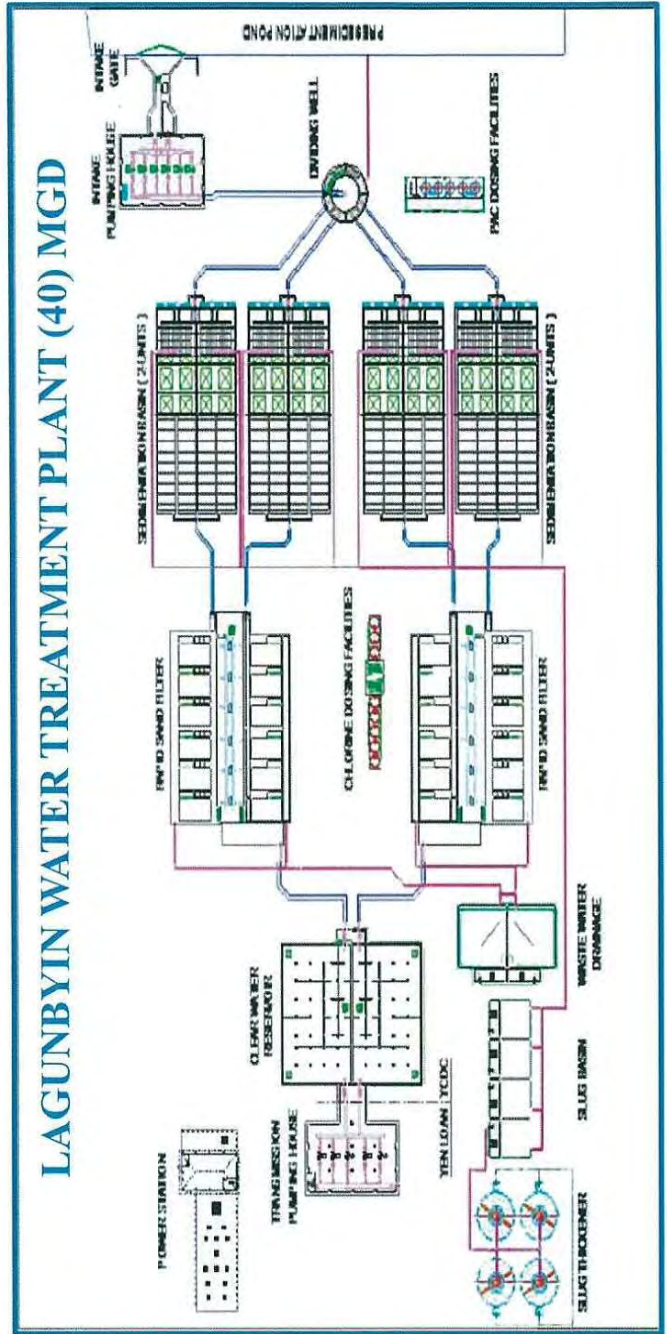 LAGUNBYIN WATER TREATMENT PLANT (40) MGD
POWER STATION
TRANSMISSION
PUMPING HOUSE
CLEAR WATER
RESERVOIR
YEN LOAN
YCDC
SLUG THICKENER
SLUG BASIN
WASTE WATER
DRAINAGE
RAPID SAND FILTER
CHLORINE DOSING FACILITIES
RAPID SAND FILTER
SEDIMENTATION BASIN ( 2-UNITS )
SEDIMENTATION BASIN ( 2-UNITS )
INTAKE
PUMPING HOUSE
INTAKE
GATE
DIVIDING WELL
PAC DOSING FACILITES
PRESEDIMENTATION POND